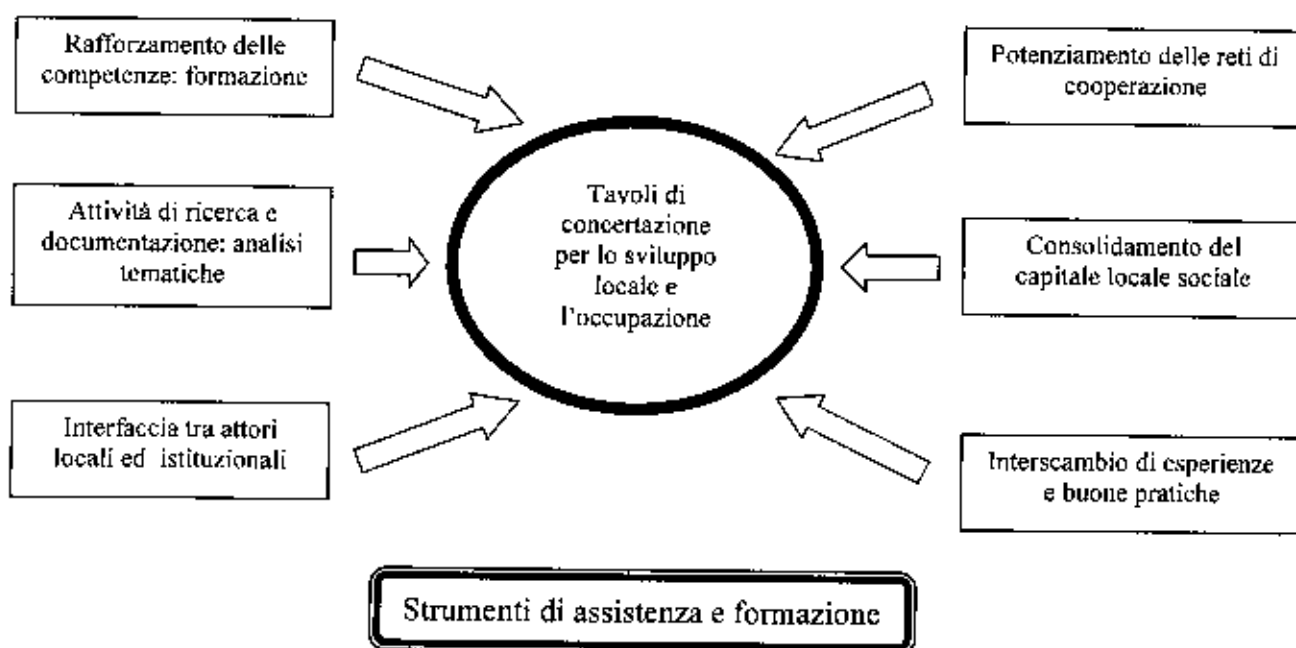 Rafforzamento delle
competenze: formazione
Attività di ricerca e
documentazione: analisi
tematiche
Interfaccia tra attori
locali ed istituzionali
Tavoli di
concertazione
per lo sviluppo
locale e
l'occupazione
Potenziamento delle reti di
cooperazione
Consolidamento del
capitale locale sociale
Interscambio di esperienze
e buone pratiche
Strumenti di assistenza e formazione